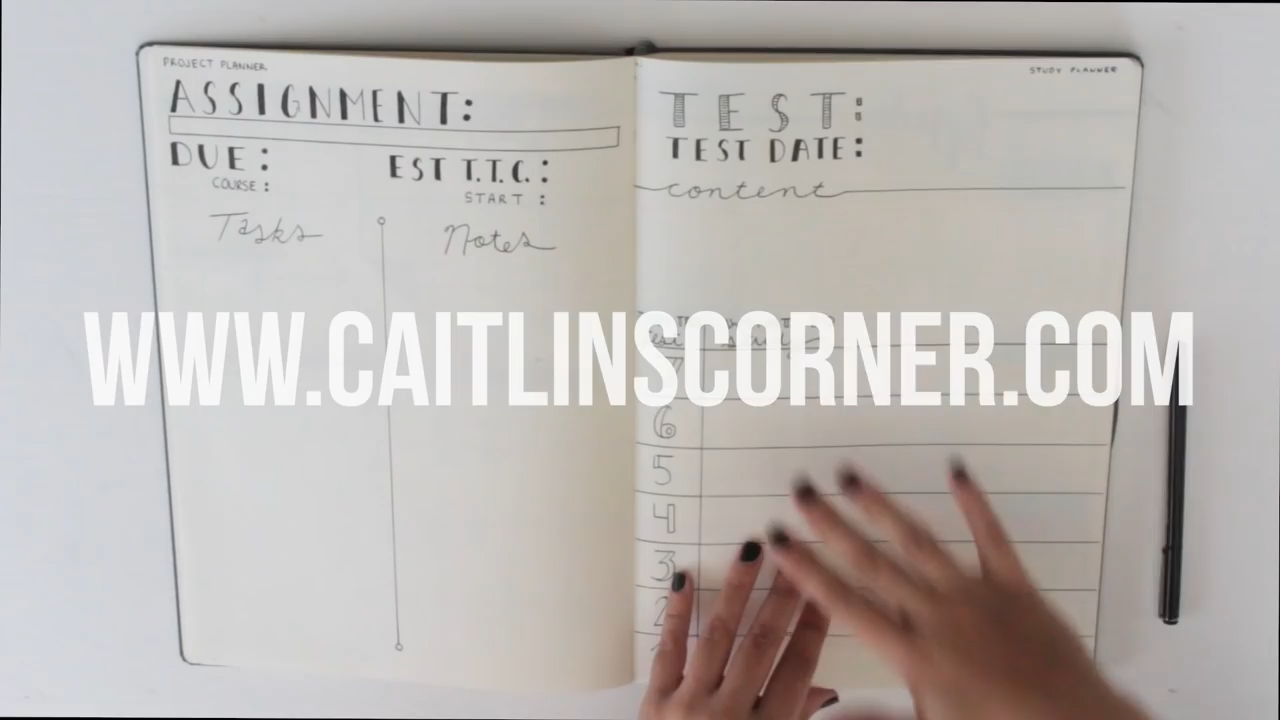 PROJECT PLANNER
ASSIGNMENT:
DUE:
EST T.T.C.:
COURSE:
START:
Tasks
Notes
STUDY PLANNER
TEST:
TEST DATE:
content
WWW.CAITLINSCORNER.COM
6
5
4
3
2